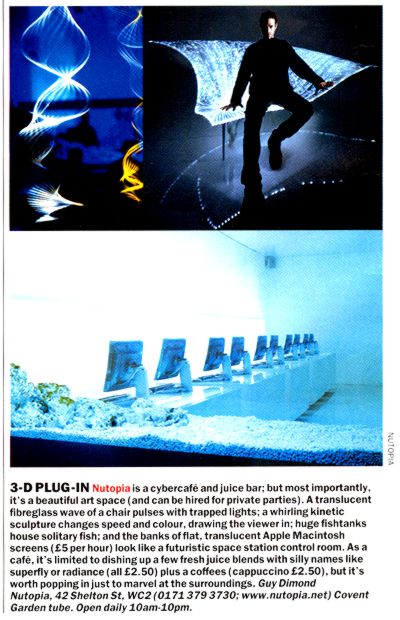 NUTOPIA
3-D PLUG-IN Nutopia is a cybercafé and juice bar; but most importantly,
it's a beautiful art space (and can be hired for private parties). A translucent
fibreglass wave of a chair pulses with trapped lights; a whirling kinetic
sculpture changes speed and colour, drawing the viewer in; huge fishtanks
house solitary fish; and the banks of flat, translucent Apple Macintosh
screens (£5 per hour) look like a futuristic space station control room. As a
café, it's limited to dishing up a few fresh juice blends with silly names like
superfly or radiance (all £2.50) plus a coffees (cappuccino £2.50), but it's
worth popping in just to marvel at the surroundings. Guy Dimond
Nutopia, 42 Shelton St, WC2 (0171 379 3730; www.nutopia.net) Covent
Garden tube. Open daily 10am-10pm.